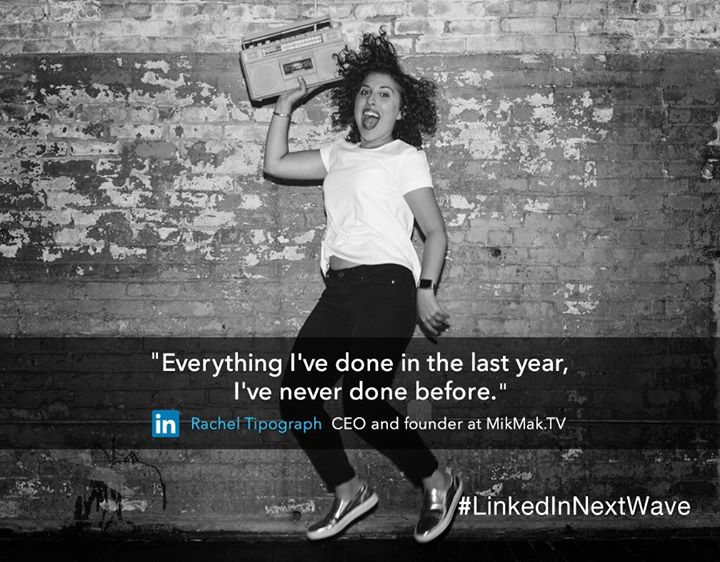 "Everything I've done in the last year,
I've never done before."
in Rachel Tipograph CEO and founder at MikMak.TV
#LinkedInNextWave